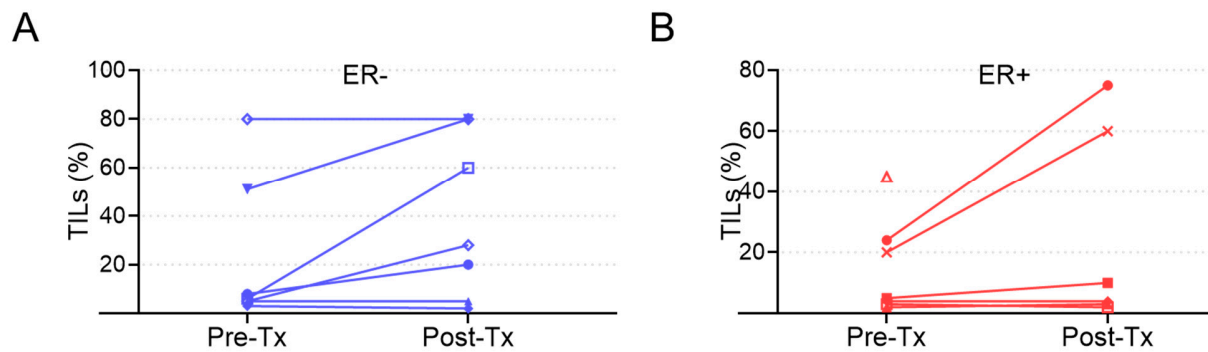 A
ER-
TILs (%)
100
80
60
40
20
Pre-Tx
Post-Tx
B
ER+
TILs (%)
80
60
40
20
Pre-Tx
Post-Tx